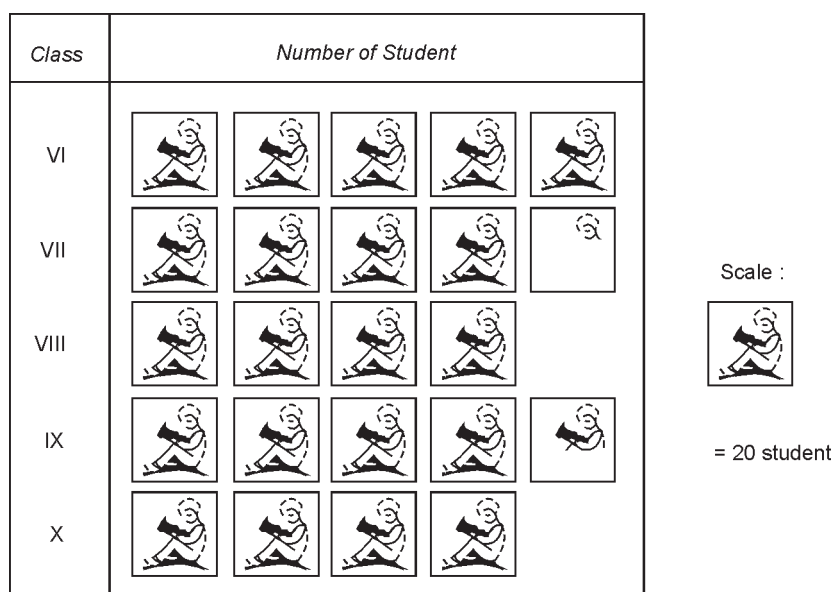 Class Number of Student
VI
VII
VIII
IX
X
Scale :
= 20 student